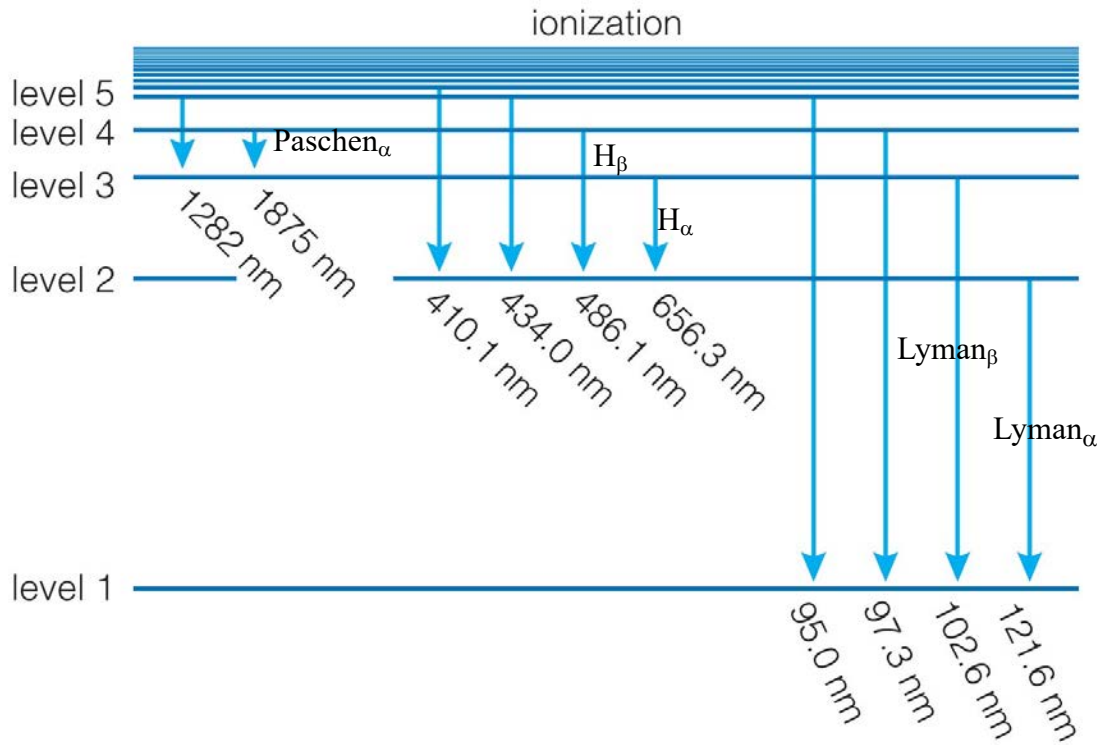 ionization
level 5
level 4
Paschenα
Hβ
level 3
Hα
1282 nm
1875 nm
level 2
410.1 nm
434.0 nm
486.1 nm
656.3 nm
Lymanβ
Lymanα
level 1
95.0 nm
97.3 nm
102.6 nm
121.6 nm